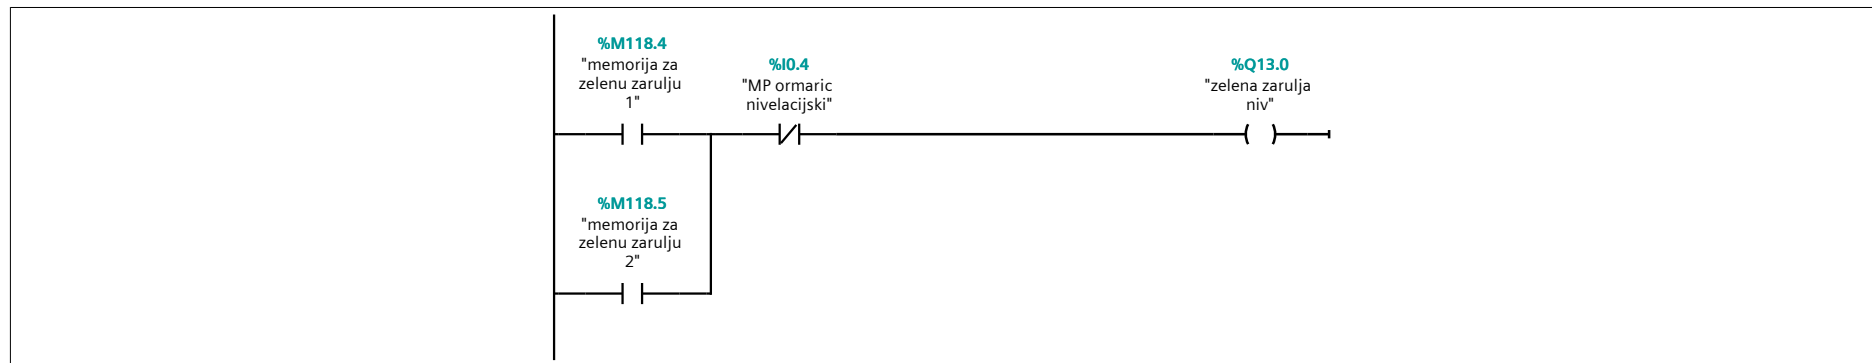 %M118.4
"memorija za
zelenu zarulju
1"
%I0.4
"MP ormaric
nivelacijski"
%Q13.0
"zelena zarulja
niv"
%M118.5
"memorija za
zelenu zarulju
2"